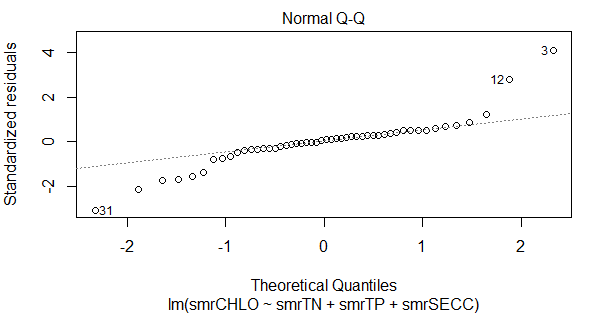 Normal Q-Q
Standardized residuals
4
2
0
-2
3
12
31
-2 -1 0 1 2
Theoretical Quantiles
lm(smrCHLO ~ smrTN + smrTP + smrSECC)